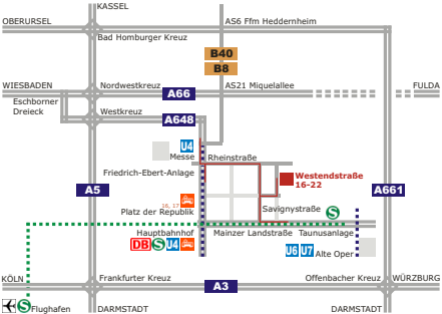 KASSEL
OBERURSEL
AS6 Ffm Heddernheim
Bad Homburger Kreuz
B40
B8
WIESBADEN
Nordwestkreuz
A66
AS21 Miquelallee
FULDA
Eschborner
Dreieck
Westkreuz
A648
U4
Messe
Rheinstraße
Friedrich-Ebert-Anlage
Westendstraße
16-22
A5
A661
16, 17
Platz der Republik
Savignystraße
S
Hauptbahnhof
Mainzer Landstraße
Taunusanlage
DB
S
U4
U6
U7
Alte Oper
KÖLN
Frankfurter Kreuz
A3
Offenbacher Kreuz
WÜRZBURG
S
Flughafen
DARMSTADT
DARMSTADT